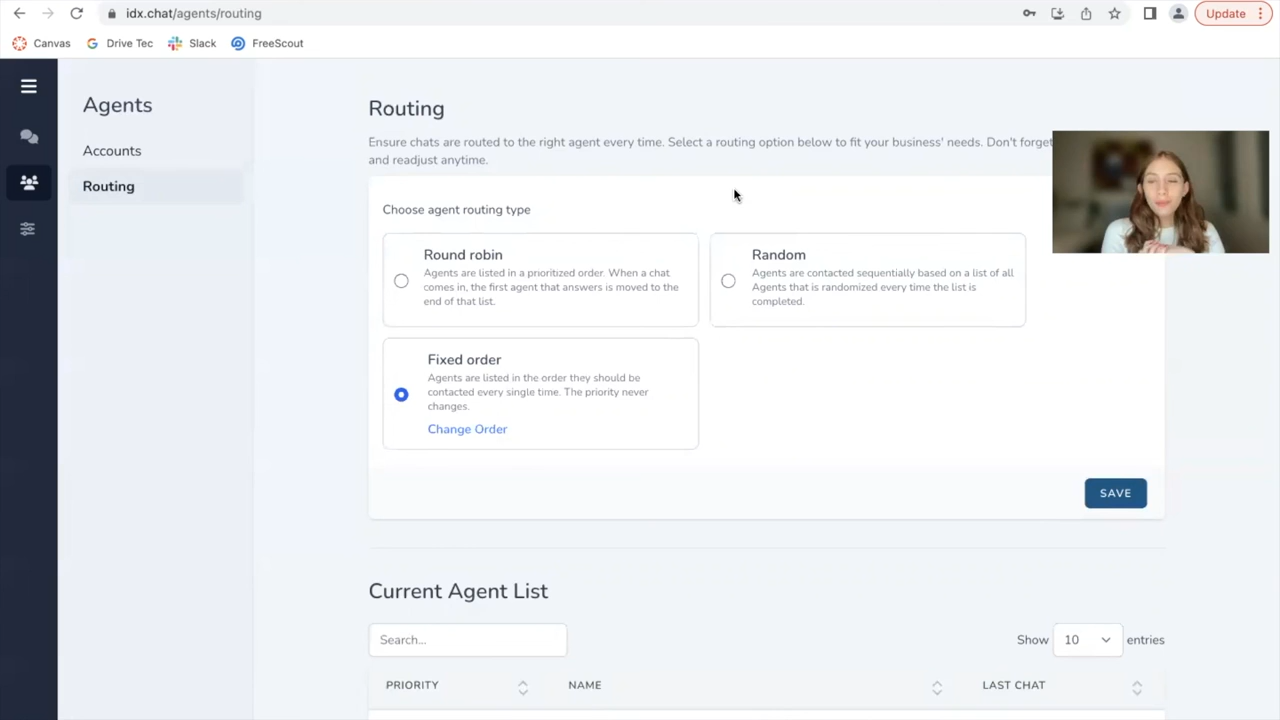 idx.chat/agents/routing
Update
Canvas
Drive Tec
Slack
FreeScout
Agents
Accounts
Routing
Routing
Ensure chats are routed to the right agent every time. Select a routing option below to fit your business' needs. Don't forget
and readjust anytime.
Choose agent routing type
Round robin
Agents are listed in a prioritized order. When a chat
comes in, the first agent that answers is moved to the
end of that list.
Random
Agents are contacted sequentially based on a list of all
Agents that is randomized every time the list is
completed.
Fixed order
Agents are listed in the order they should be
contacted every single time. The priority never
changes.
Change Order
SAVE
Current Agent List
Search...
Show 10 entries
PRIORITY NAME LAST CHAT